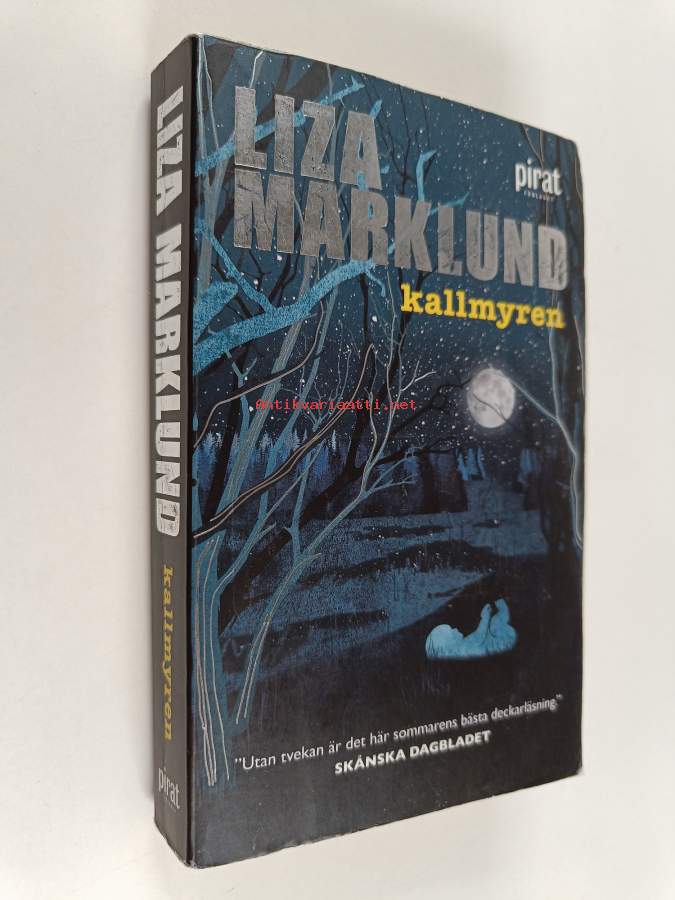 LIZA MARKLUND
kallmyren
pirat
LIZA
MARKLUND
pirat
FÖRLAGET
kallmyren
Antikvariaatti.net
"Utan tvekan är det här sommarens bästa deckarläsning."
SKÅNSKA DAGBLADET